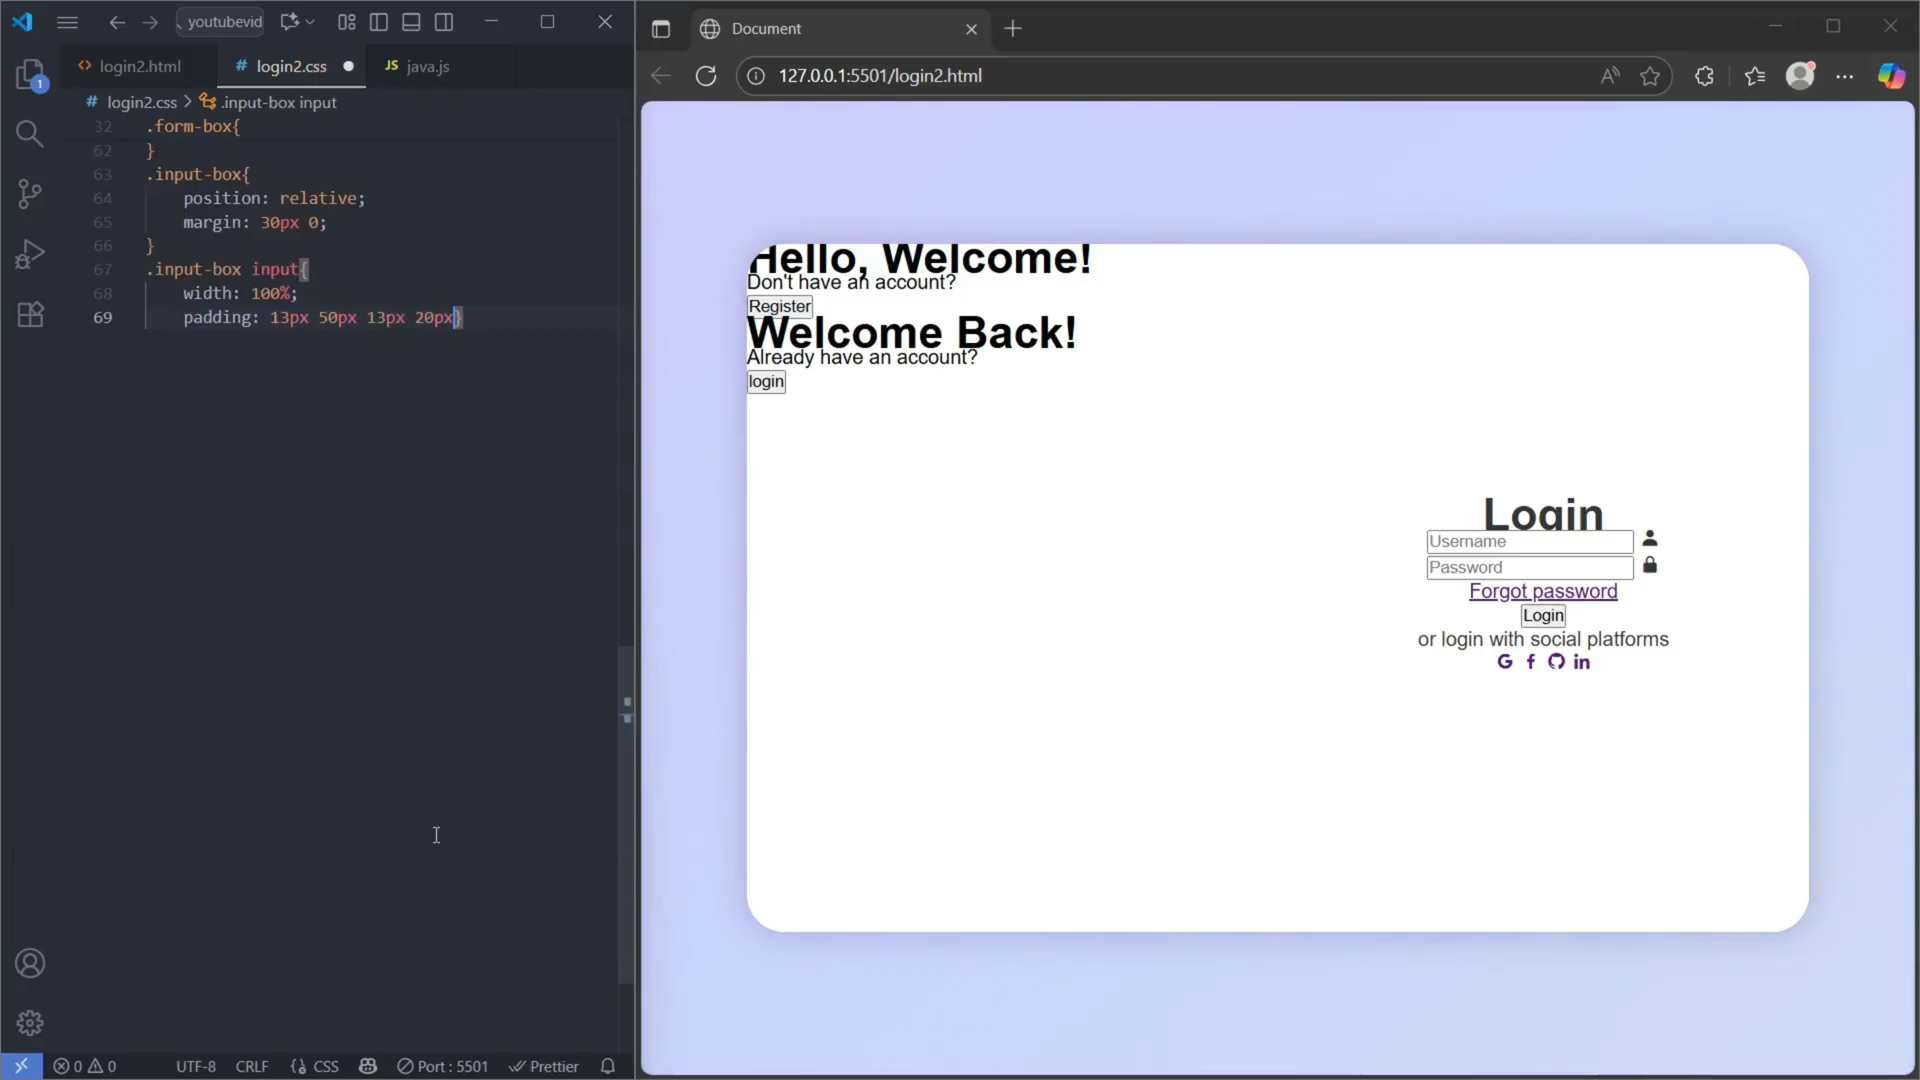 youtubevid
login2.html
# login2.css
JS java.js
# login2.css > .input-box input
32 .form-box{
62 }
63 .input-box{
64 position: relative;
65 margin: 30px 0;
66 }
67 .input-box input{
68 width: 100%;
69 padding: 13px 50px 13px 20px}
1
0 0
UTF-8
CRLF
CSS
Port : 5501
Prettier
Document
127.0.0.1:5501/login2.html
Hello, Welcome!
Don't have an account?
Register
Welcome Back!
Already have an account?
login
Login
Username
Password
Forgot password
Login
or login with social platforms